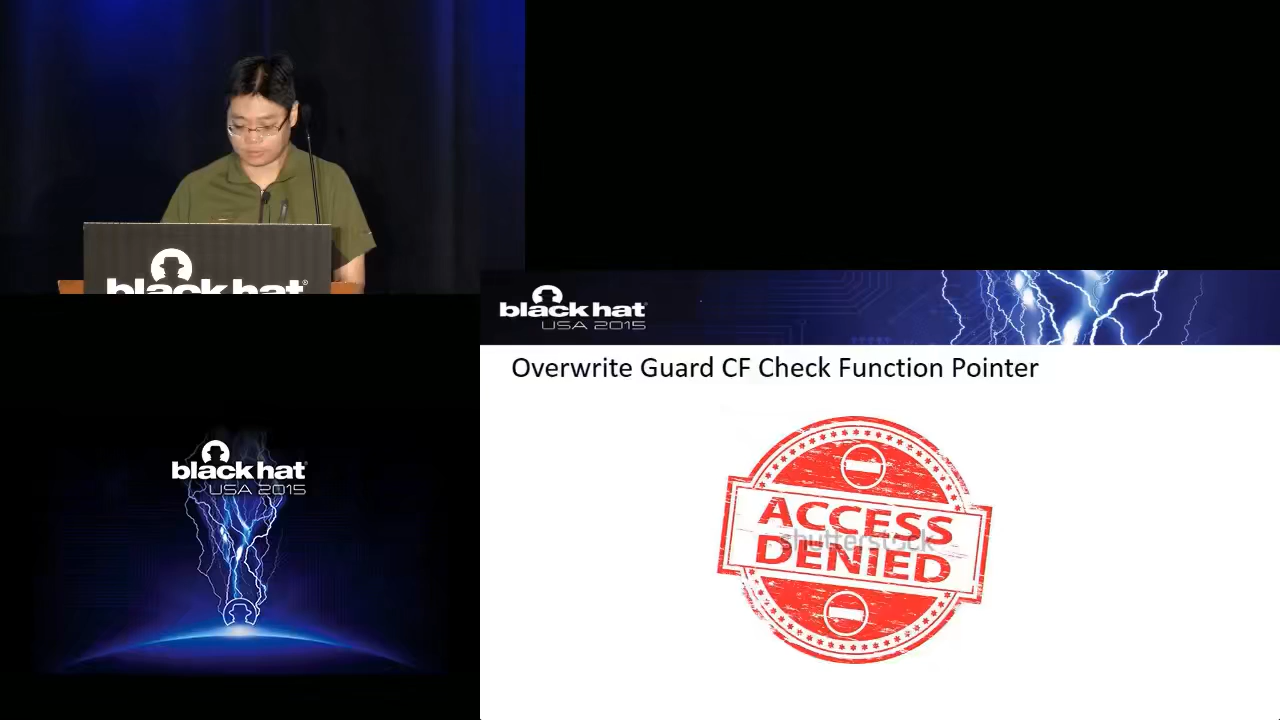 black hat
black hat
USA 2015
Overwrite Guard CF Check Function Pointer
ACCESS
DENIED
shutterstock
black hat
USA 2015